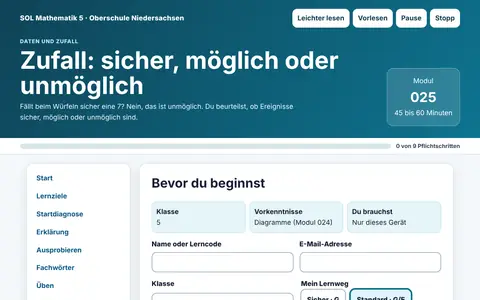 SOL Mathematik 5 · Oberschule Niedersachsen
Leichter lesen
Vorlesen
Pause
Stopp
DATEN UND ZUFALL
Zufall: sicher, möglich oder
unmöglich
Fällt beim Würfeln sicher eine 7? Nein, das ist unmöglich. Du beurteilst, ob Ereignisse
sicher, möglich oder unmöglich sind.
Modul
025
45 bis 60 Minuten
0 von 9 Pflichtschritten
Start
Lernziele
Startdiagnose
Erklärung
Ausprobieren
Fachwörter
Üben
Bevor du beginnst
Klasse
5
Vorkenntnisse
Diagramme (Modul 024)
Du brauchst
Nur dieses Gerät
Name oder Lerncode
E-Mail-Adresse
Klasse
Mein Lernweg
Sicher · G
Standard · G/E